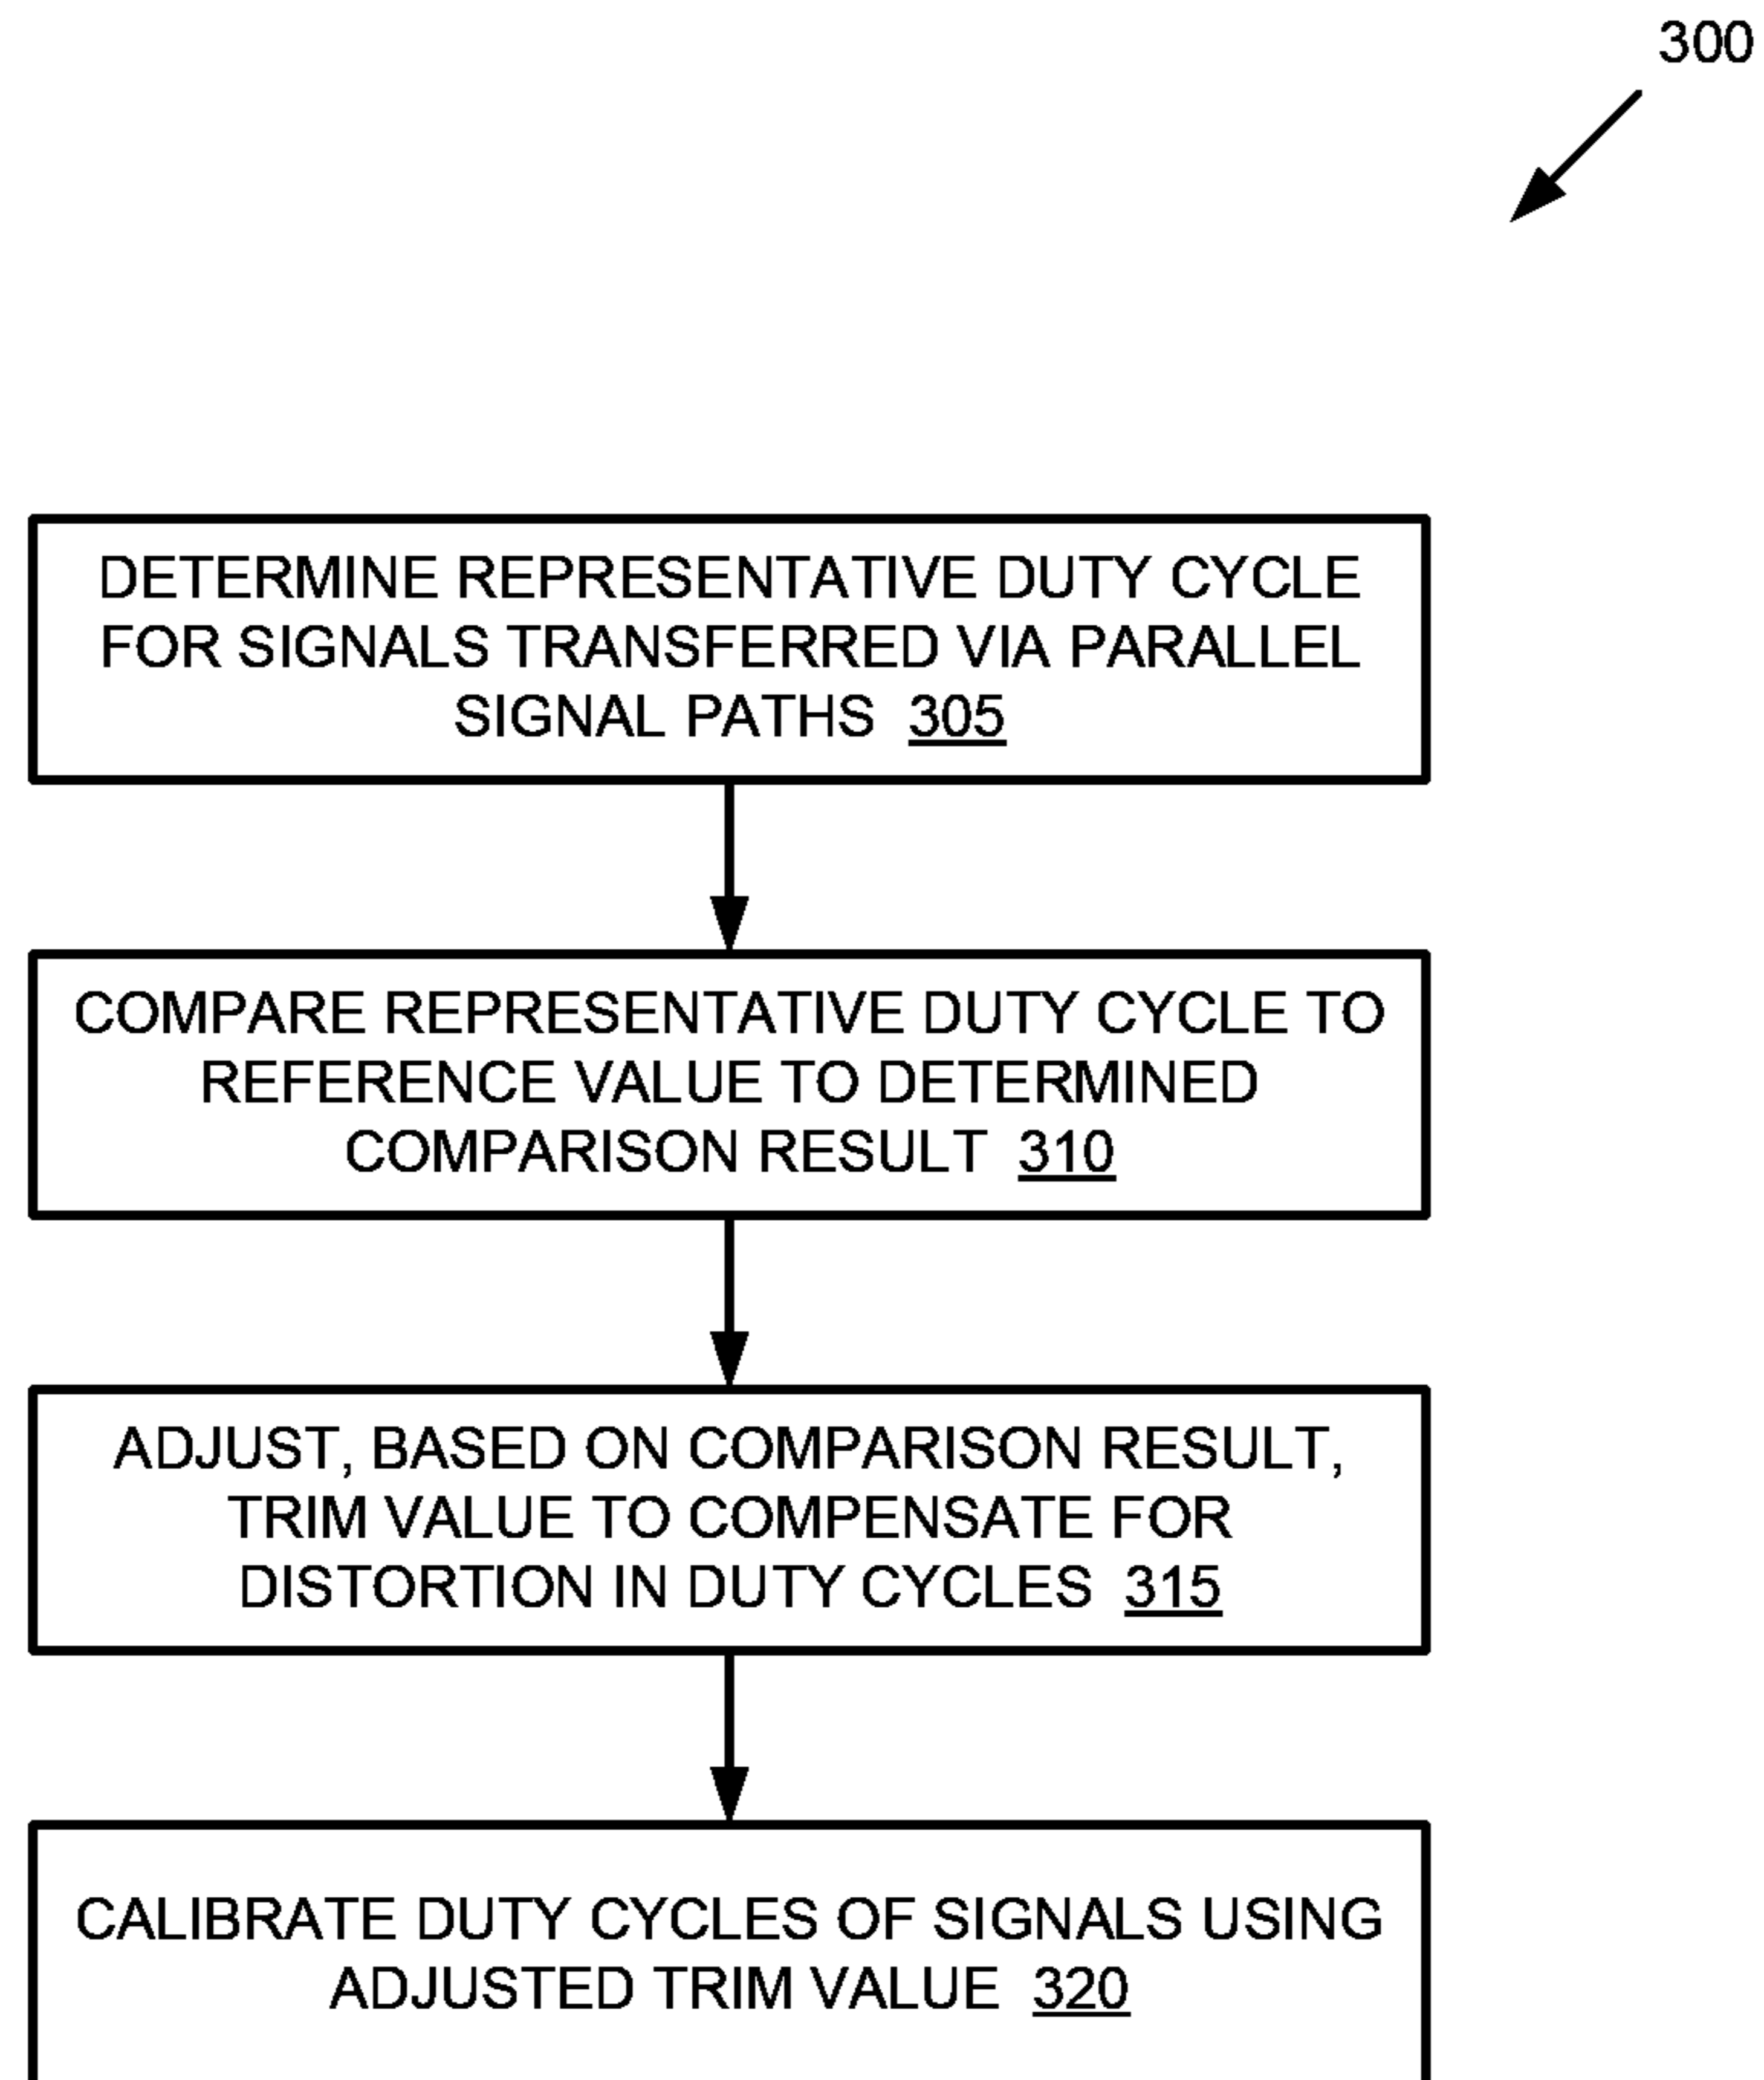 300
DETERMINE REPRESENTATIVE DUTY CYCLE
FOR SIGNALS TRANSFERRED VIA PARALLEL
SIGNAL PATHS 305
COMPARE REPRESENTATIVE DUTY CYCLE TO
REFERENCE VALUE TO DETERMINED
COMPARISON RESULT 310
ADJUST, BASED ON COMPARISON RESULT,
TRIM VALUE TO COMPENSATE FOR
DISTORTION IN DUTY CYCLES 315
CALIBRATE DUTY CYCLES OF SIGNALS USING
ADJUSTED TRIM VALUE 320